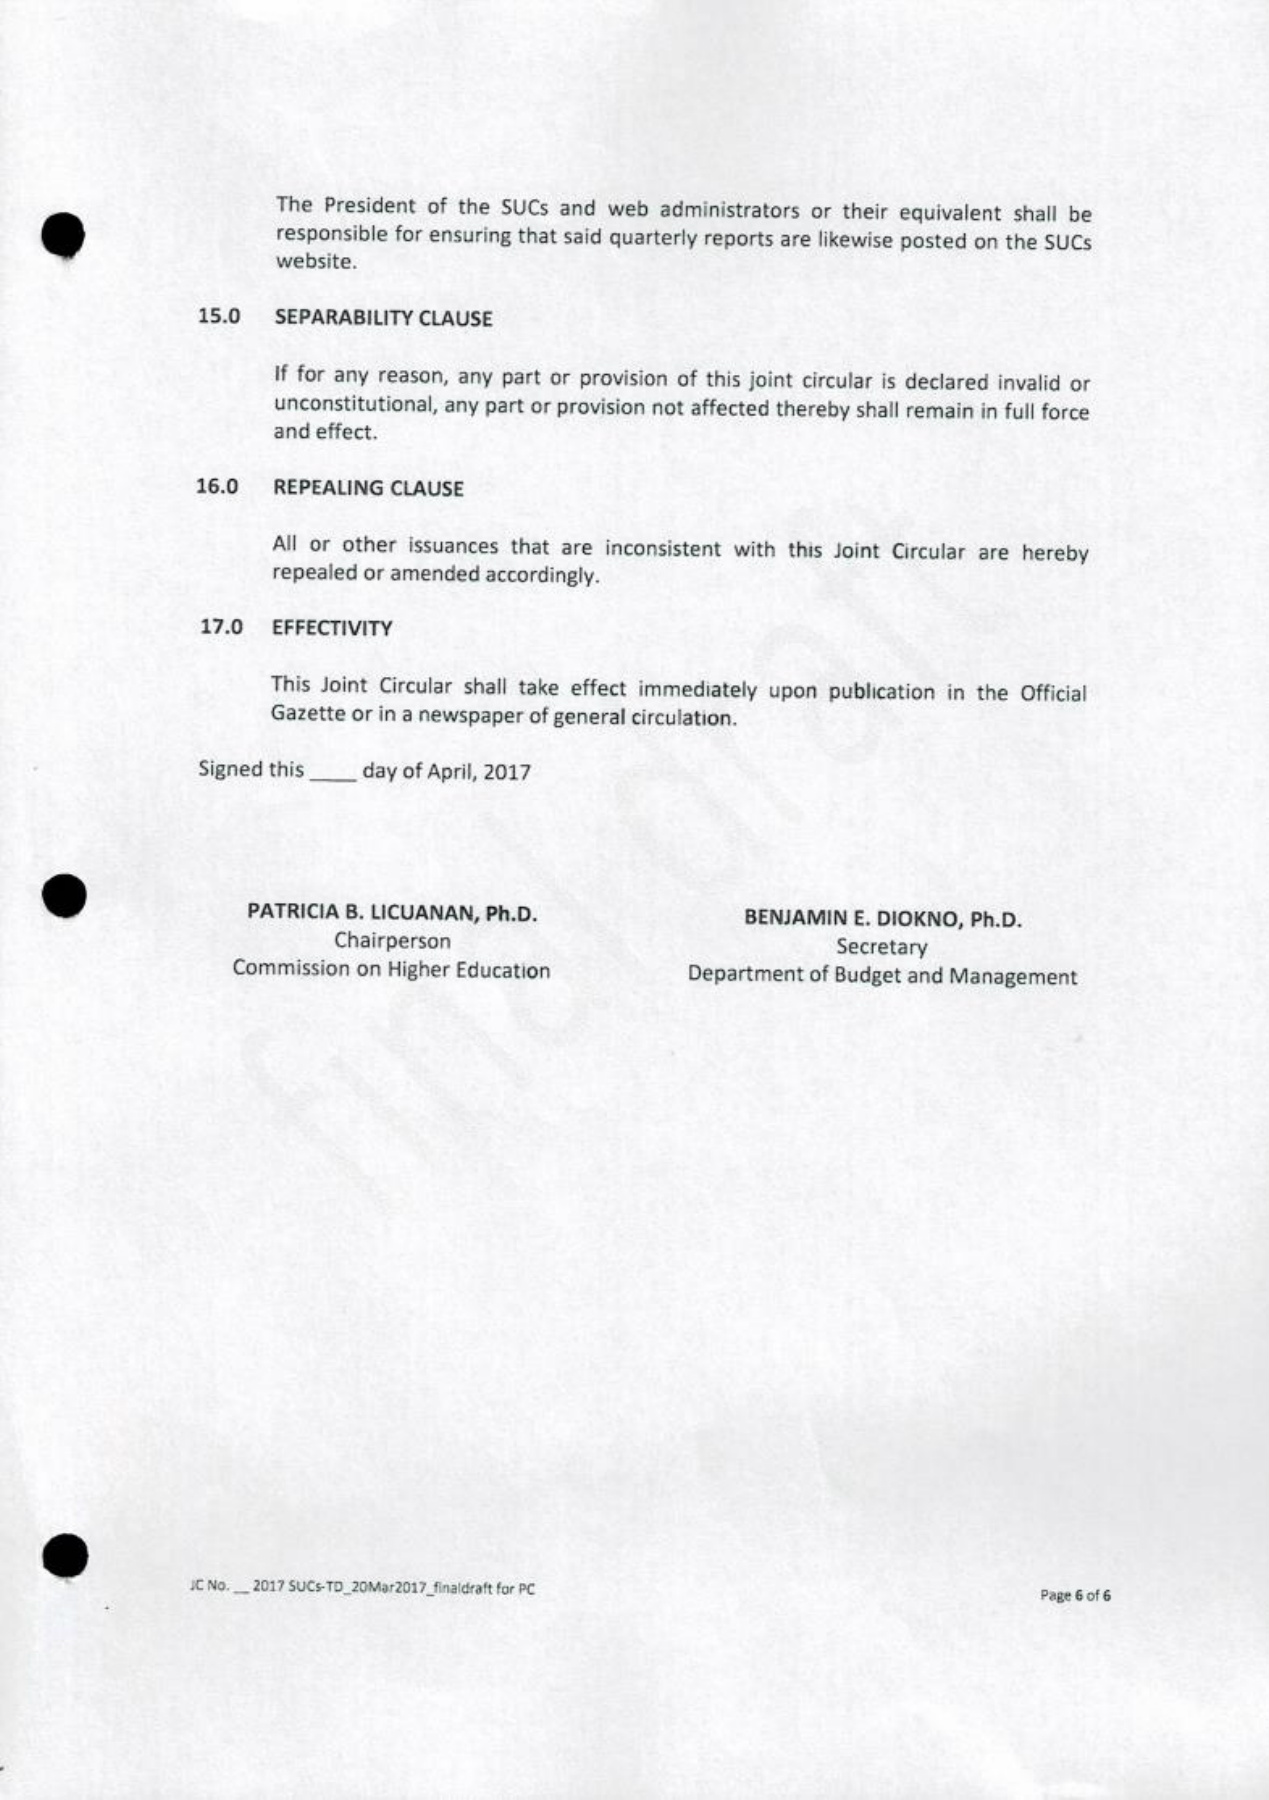 The President of the SUCs and web administrators or their equivalent shall be
responsible for ensuring that said quarterly reports are likewise posted on the SUCs
website.
15.0 SEPARABILITY CLAUSE
If for any reason, any part or provision of this joint circular is declared invalid or
unconstitutional, any part or provision not affected thereby shall remain in full force
and effect.
16.0 REPEALING CLAUSE
All or other issuances that are inconsistent with this Joint Circular are hereby
repealed or amended accordingly.
17.0 EFFECTIVITY
This Joint Circular shall take effect immediately upon publication in the Official
Gazette or in a newspaper of general circulation.
Signed this ____ day of April, 2017
PATRICIA B. LICUANAN, Ph.D.
Chairperson
Commission on Higher Education
BENJAMIN E. DIOKNO, Ph.D.
Secretary
Department of Budget and Management
final draft
JC No. __ 2017 SUCs-TD_20Mar2017_finaldraft for PC
Page 6 of 6